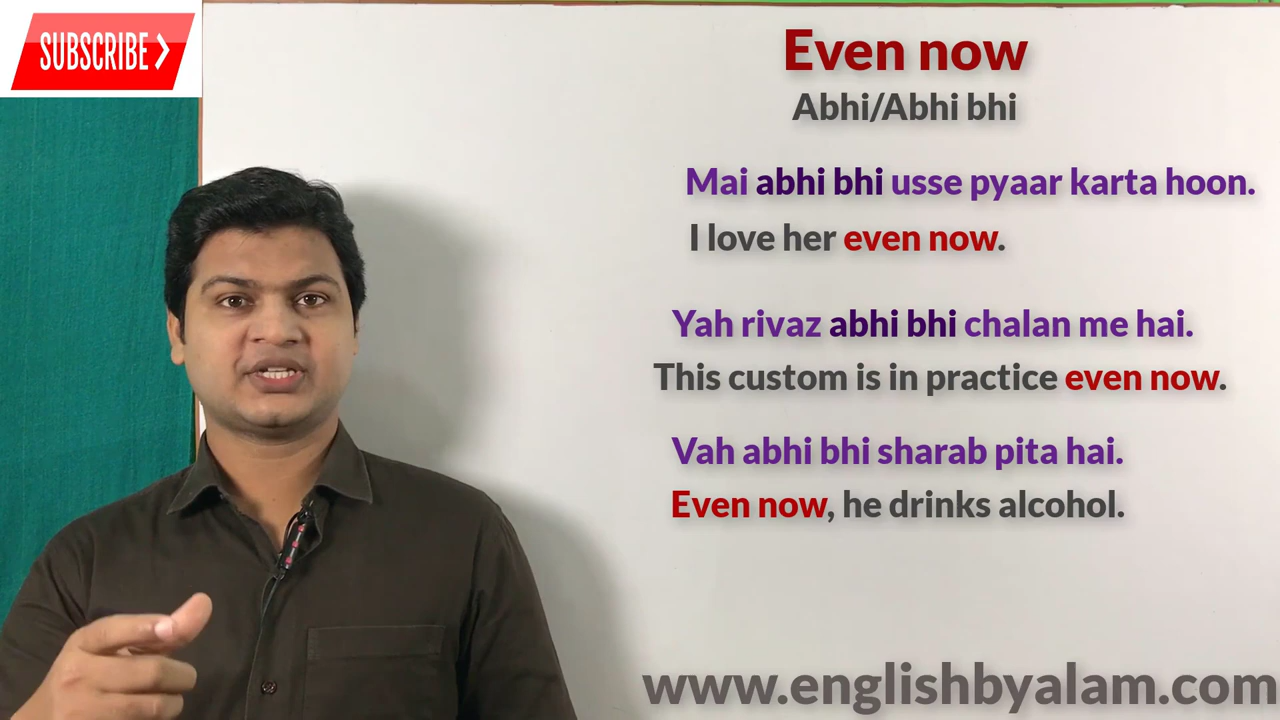 SUBSCRIBE
Even now
Abhi/Abhi bhi
Mai abhi bhi usse pyaar karta hoon.
I love her even now.
Yah rivaz abhi bhi chalan me hai.
This custom is in practice even now.
Vah abhi bhi sharab pita hai.
Even now, he drinks alcohol.
www.englishbyalam.com